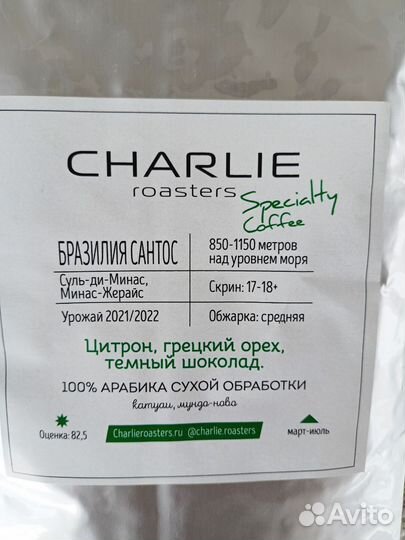 CHARLIE
roasters
Specialty
Coffee
БРАЗИЛИЯ САНТОС
850-1150 метров
над уровнем моря
Суль-ди-Минас,
Минас-Жерайс
Скрин: 17-18+
Урожай 2021/2022
Обжарка: средняя
Цитрон, грецкий орех,
темный шоколад.
100% АРАБИКА СУХОЙ ОБРАБОТКИ
катуаи, мундо-ново
Оценка: 82,5
Charlieroasters.ru @charlie.roasters
март-июль
Avito